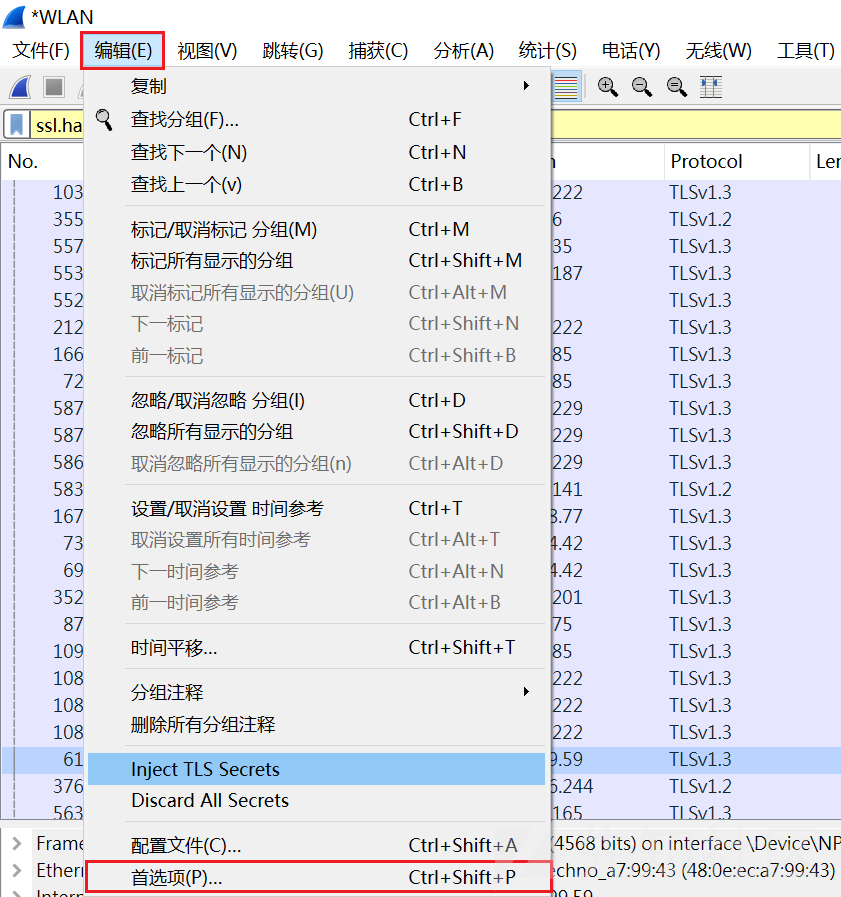 *WLAN
文件(F) 编辑(E) 视图(V) 跳转(G) 捕获(C) 分析(A) 统计(S) 电话(Y) 无线(W) 工具(T)
ssl.ha
No. Protocol Ler
复制
查找分组(F)... Ctrl+F
查找下一个(N) Ctrl+N
查找上一个(v) Ctrl+B
标记/取消标记 分组(M) Ctrl+M
标记所有显示的分组 Ctrl+Shift+M
取消标记所有显示的分组(U) Ctrl+Alt+M
下一标记 Ctrl+Shift+N
前一标记 Ctrl+Shift+B
忽略/取消忽略 分组(I) Ctrl+D
忽略所有显示的分组 Ctrl+Shift+D
取消忽略所有显示的分组(n) Ctrl+Alt+D
设置/取消设置 时间参考 Ctrl+T
取消设置所有时间参考 Ctrl+Alt+T
下一时间参考 Ctrl+Alt+N
前一时间参考 Ctrl+Alt+B
时间平移... Ctrl+Shift+T
分组注释
删除所有分组注释
Inject TLS Secrets
Discard All Secrets
配置文件(C)... Ctrl+Shift+A
首选项(P)... Ctrl+Shift+P
103 222 TLSv1.3
355 6 TLSv1.2
557 35 TLSv1.3
553 187 TLSv1.3
552 TLSv1.3
212 222 TLSv1.3
166 85 TLSv1.3
72 85 TLSv1.3
587 229 TLSv1.3
587 229 TLSv1.3
586 229 TLSv1.3
583 141 TLSv1.2
167 8.77 TLSv1.3
73 4.42 TLSv1.3
69 4.42 TLSv1.3
352 201 TLSv1.3
87 75 TLSv1.3
109 85 TLSv1.3
108 222 TLSv1.3
108 222 TLSv1.3
108 222 TLSv1.3
61 9.59 TLSv1.3
376 5.244 TLSv1.2
563 165 TLSv1.3
Frame (4568 bits) on interface \Device\NP
Ethern echno_a7:99:43 (48:0e:ec:a7:99:43)
Intern 99.59